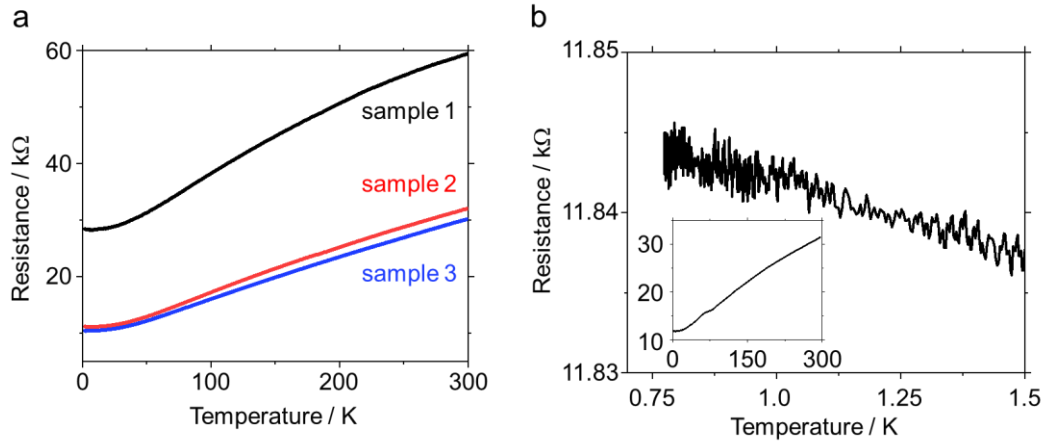 a
60
40
20
0
100
200
300
Resistance / kΩ
Temperature / K
sample 1
sample 2
sample 3
b
11.85
11.84
11.83
0.75
1.0
1.25
1.5
Resistance / kΩ
Temperature / K
30
20
10
0
150
300